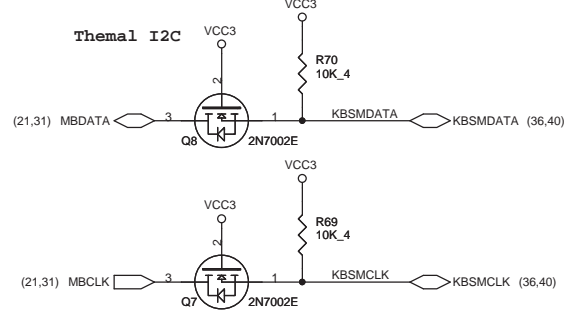 VCC3
Themal I2C
VCC3
R70
10K_4
2
(21,31) MBDATA
3
1
KBSMDATA
KBSMDATA (36,40)
Q8
2N7002E
VCC3
VCC3
R69
10K_4
2
(21,31) MBCLK
3
1
KBSMCLK
KBSMCLK (36,40)
Q7
2N7002E